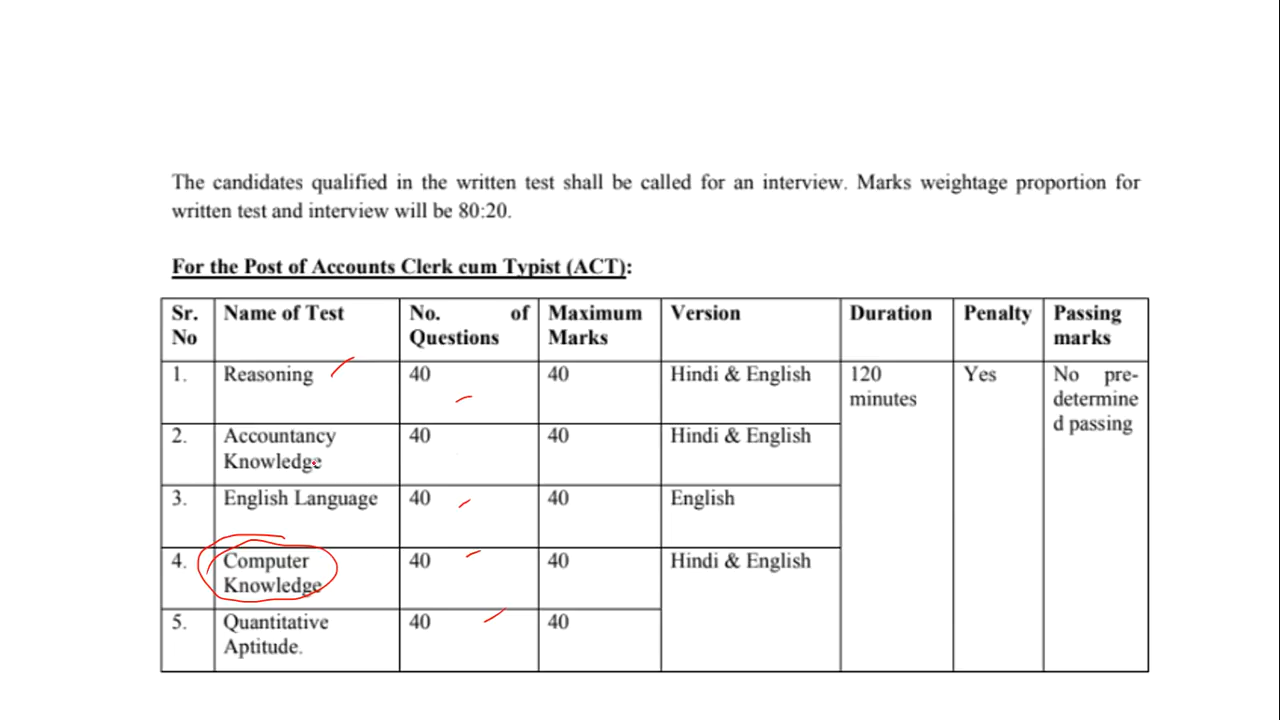 The candidates qualified in the written test shall be called for an interview. Marks weightage proportion for
written test and interview will be 80:20.
For the Post of Accounts Clerk cum Typist (ACT):
Sr. No Name of Test No. of Questions Maximum Marks Version Duration Penalty Passing marks
1. Reasoning 40 40 Hindi & English 120 minutes Yes No pre-determine d passing
2. Accountancy Knowledge 40 40 Hindi & English
3. English Language 40 40 English
4. Computer Knowledge 40 40 Hindi & English
5. Quantitative Aptitude. 40 40